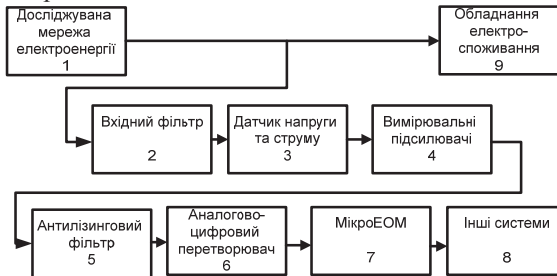 Досліджувана
мережа
електроенергії
1
Обладнання
електро-
споживання
9
Вхідний фільтр
2
Датчик напруги
та струму
3
Вимірювальні
підсилювачі
4
Антилізинговий
фільтр
5
Аналогово-
цифровий
перетворювач
6
МікроЕОМ
7
Інші системи
8